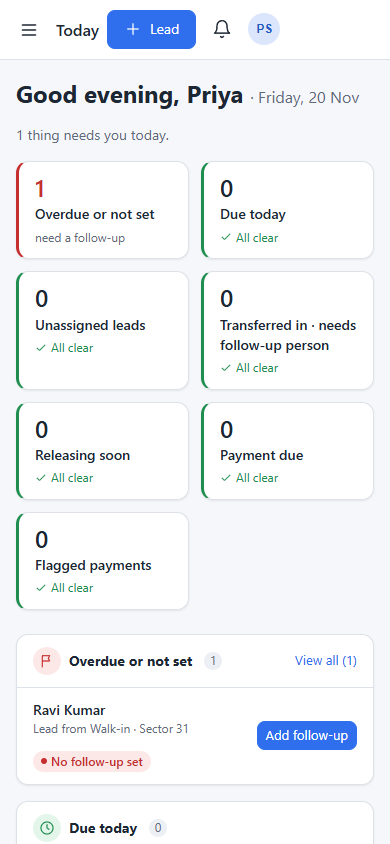 Today
+ Lead
PS
Good evening, Priya · Friday, 20 Nov
1 thing needs you today.
1
Overdue or not set
need a follow-up
0
Due today
✓ All clear
0
Unassigned leads
✓ All clear
0
Transferred in · needs
follow-up person
✓ All clear
0
Releasing soon
✓ All clear
0
Payment due
✓ All clear
0
Flagged payments
✓ All clear
Overdue or not set 1
View all (1)
Ravi Kumar
Lead from Walk-in · Sector 31
Add follow-up
No follow-up set
Due today 0